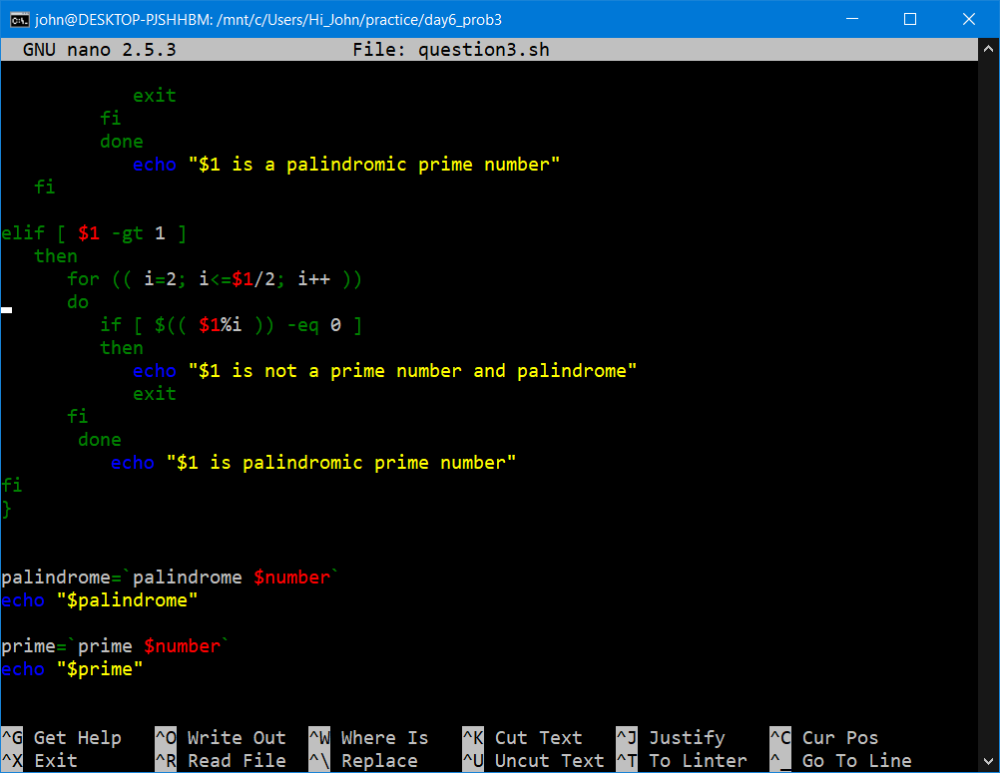 john@DESKTOP-PJSHHBM: /mnt/c/Users/Hi_John/practice/day6_prob3
GNU nano 2.5.3 File: question3.sh
exit
fi
done
echo "$1 is a palindromic prime number"
fi
elif [ $1 -gt 1 ]
then
for (( i=2; i<=$1/2; i++ ))
do
if [ $(( $1%i )) -eq 0 ]
then
echo "$1 is not a prime number and palindrome"
exit
fi
done
echo "$1 is palindromic prime number"
fi
}
palindrome=`palindrome $number`
echo "$palindrome"
prime=`prime $number`
echo "$prime"
^G Get Help ^O Write Out ^W Where Is ^K Cut Text ^J Justify ^C Cur Pos
^X Exit ^R Read File ^\ Replace ^U Uncut Text ^T To Linter ^_ Go To Line